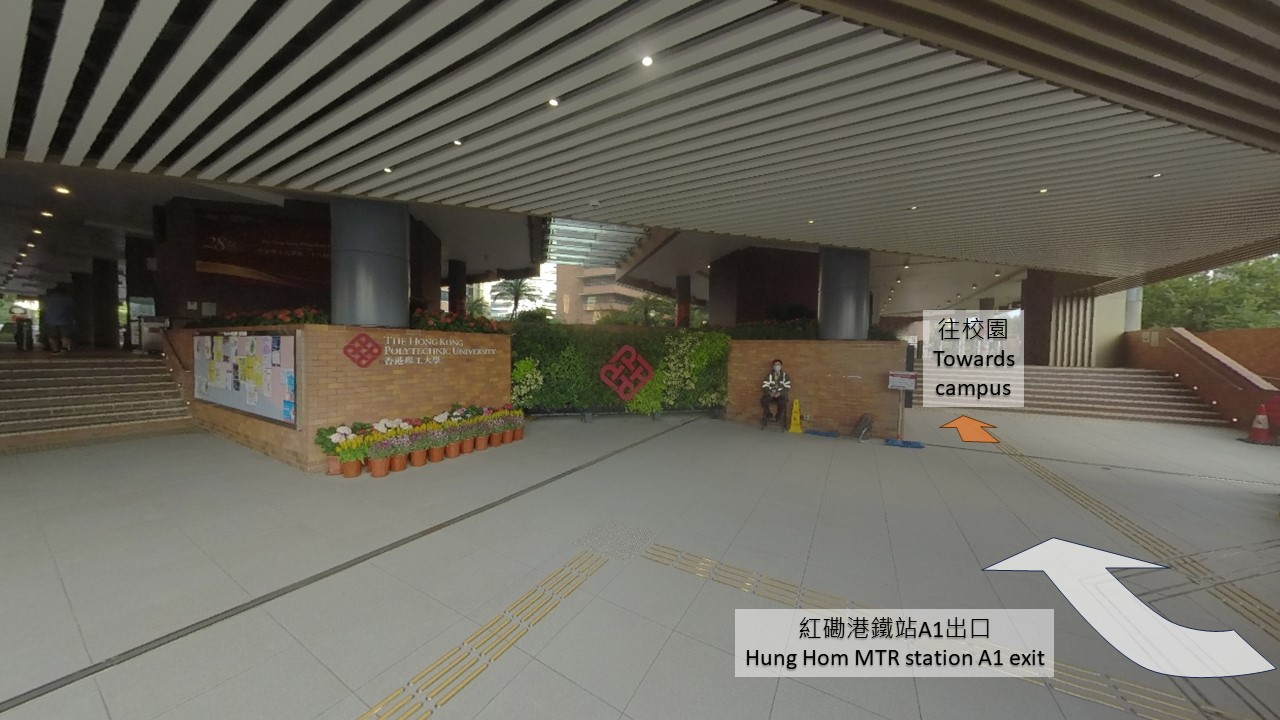 THE HONG KONG
POLYTECHNIC UNIVERSITY
香港理工大學
往校園
Towards
campus
紅磡港鐵站A1出口
Hung Hom MTR station A1 exit